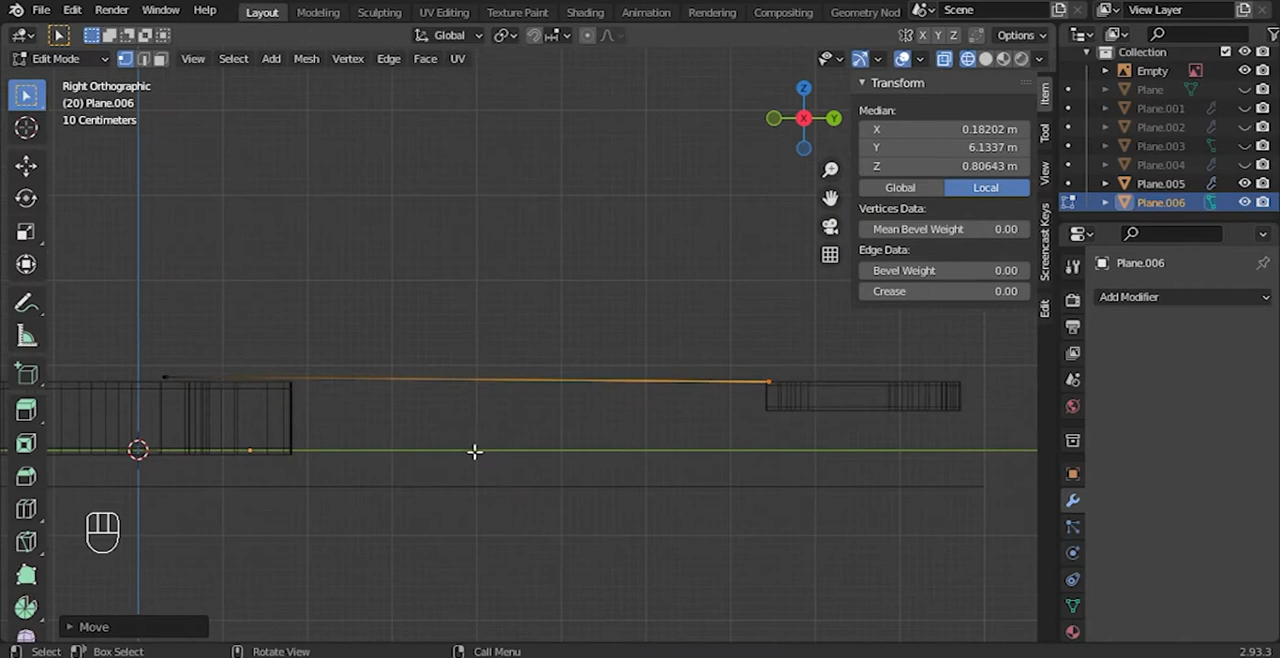 File Edit Render Window Help Layout Modeling Sculpting UV Editing Texture Paint Shading Animation Rendering Compositing Geometry Nod Scene View Layer
Global Options
Edit Mode View Select Add Mesh Vertex Edge Face UV
X Y Z
Right Orthographic
(20) Plane.006
10 Centimeters
Z
X
Y
Transform
Median:
X 0.18202 m
Y 6.1337 m
Z 0.80643 m
Global Local
Vertices Data:
Mean Bevel Weight 0.00
Edge Data:
Bevel Weight 0.00
Crease 0.00
Item
Tool
View
Screencast Keys
Edit
Collection
Empty
Plane
Plane.001
Plane.002
Plane.003
Plane.004
Plane.005
Plane.006
Plane.006
Add Modifier
Move
Select Box Select Rotate View Call Menu 2.93.3